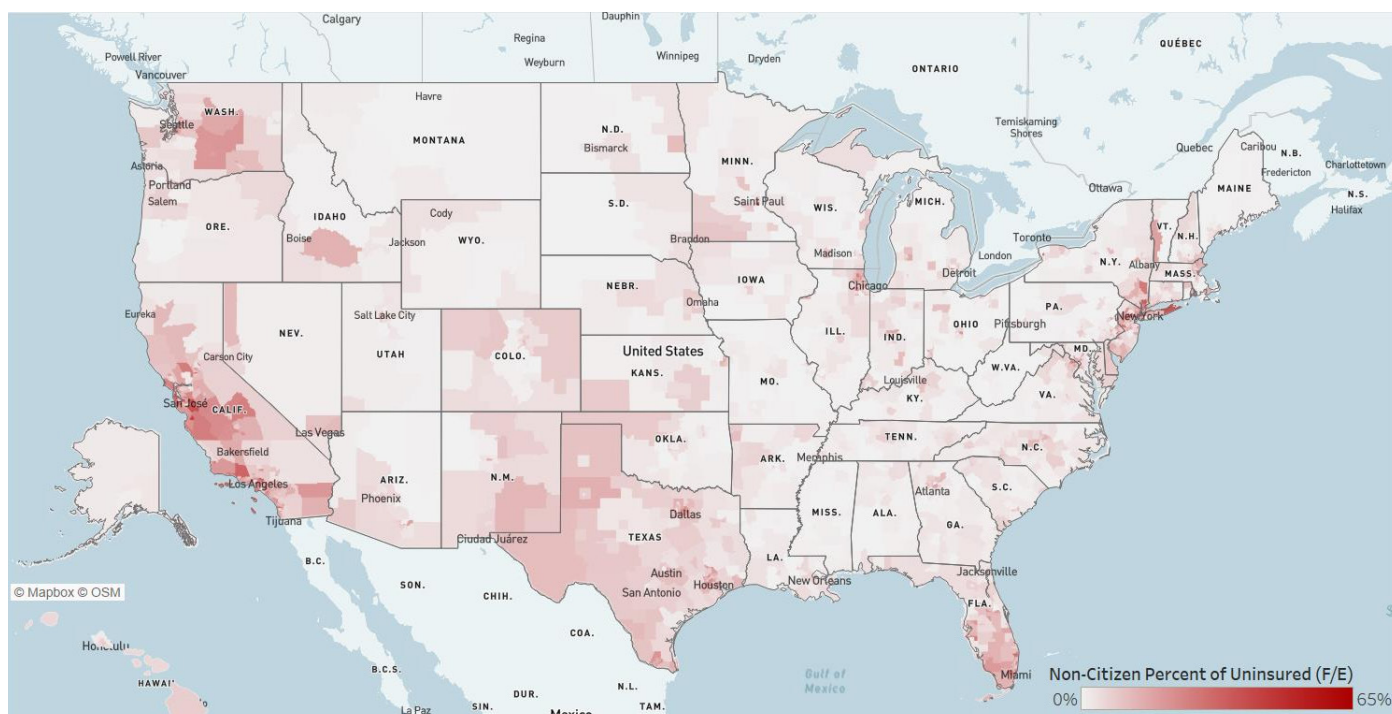 Calgary
Dauphin
Regina
Weyburn
Winnipeg
Dryden
ONTARIO
QUÉBEC
Powell River
Vancouver
Temiskaming
Shores
Quebec
Caribou
N.B.
Fredericton
Charlottetown
N.S.
Halifax
Havre
WASH.
Seattle
MONTANA
N.D.
Bismarck
MINN.
Astoria
Portland
Salem
Ottawa
MAINE
ORE.
IDAHO
Boise
Cody
Jackson
WYO.
S.D.
Brandon
Saint Paul
WIS.
Madison
MICH.
Toronto
London
Detroit
VT.
N.H.
N.Y.
Albany
MASS.
Eureka
Salt Lake City
NEBR.
Omaha
IOWA
Chicago
PA.
New York
Pittsburgh
Carson City
NEV.
UTAH
COLO.
United States
KANS.
MO.
ILL.
IND.
OHIO
W.VA.
MD.
VA.
Louisville
KY.
San José
CALIF.
Las Vegas
Bakersfield
Los Angeles
Tijuana
ARIZ.
Phoenix
N.M.
Ciudad Juárez
OKLA.
ARK.
Memphis
TENN.
N.C.
S.C.
Atlanta
GA.
ALA.
MISS.
Dallas
TEXAS
Austin
San Antonio
Houston
LA.
New Orleans
Jacksonville
FLA.
Miami
B.C.
SON.
CHIH.
COA.
B.C.S.
La Paz
SIN.
DUR.
N.L.
TAM.
Mexico
Gulf of
Mexico
© Mapbox © OSM
Honolulu
HAWAII
Non-Citizen Percent of Uninsured (F/E)
0% 65%